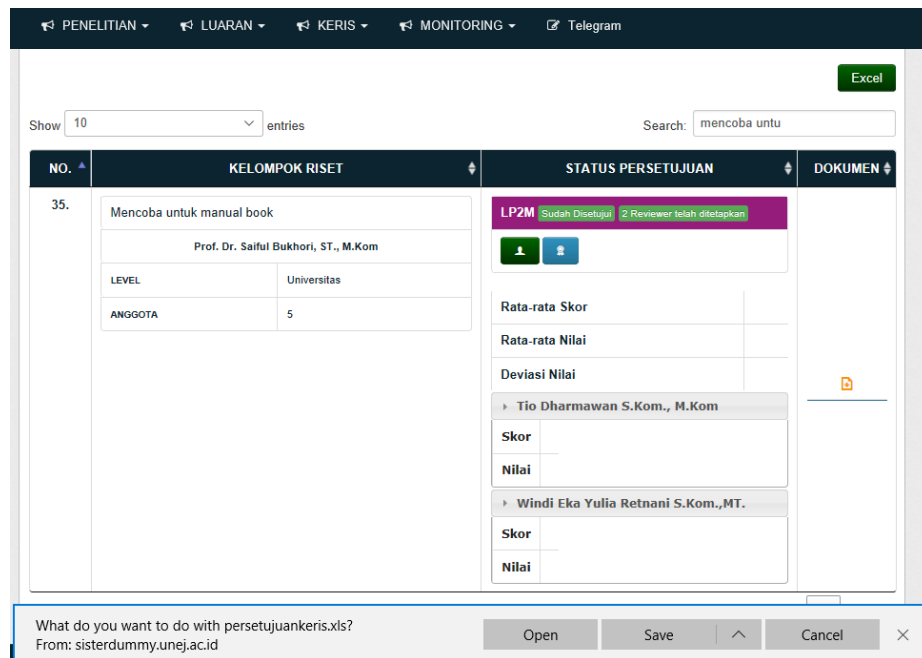 PENELITIAN LUARAN KERIS MONITORING Telegram
Excel
Show 10 entries Search: mencoba untu
NO. KELOMPOK RISET STATUS PERSETUJUAN DOKUMEN
35.
Mencoba untuk manual book
Prof. Dr. Saiful Bukhori, ST., M.Kom
LEVEL Universitas
ANGGOTA 5
LP2M Sudah Disetujui 2 Reviewer telah ditetapkan
Rata-rata Skor
Rata-rata Nilai
Deviasi Nilai
Tio Dharmawan S.Kom., M.Kom
Skor
Nilai
Windi Eka Yulia Retnani S.Kom.,MT.
Skor
Nilai
What do you want to do with persetujuankeris.xls?
From: sisterdummy.unej.ac.id
Open Save Cancel